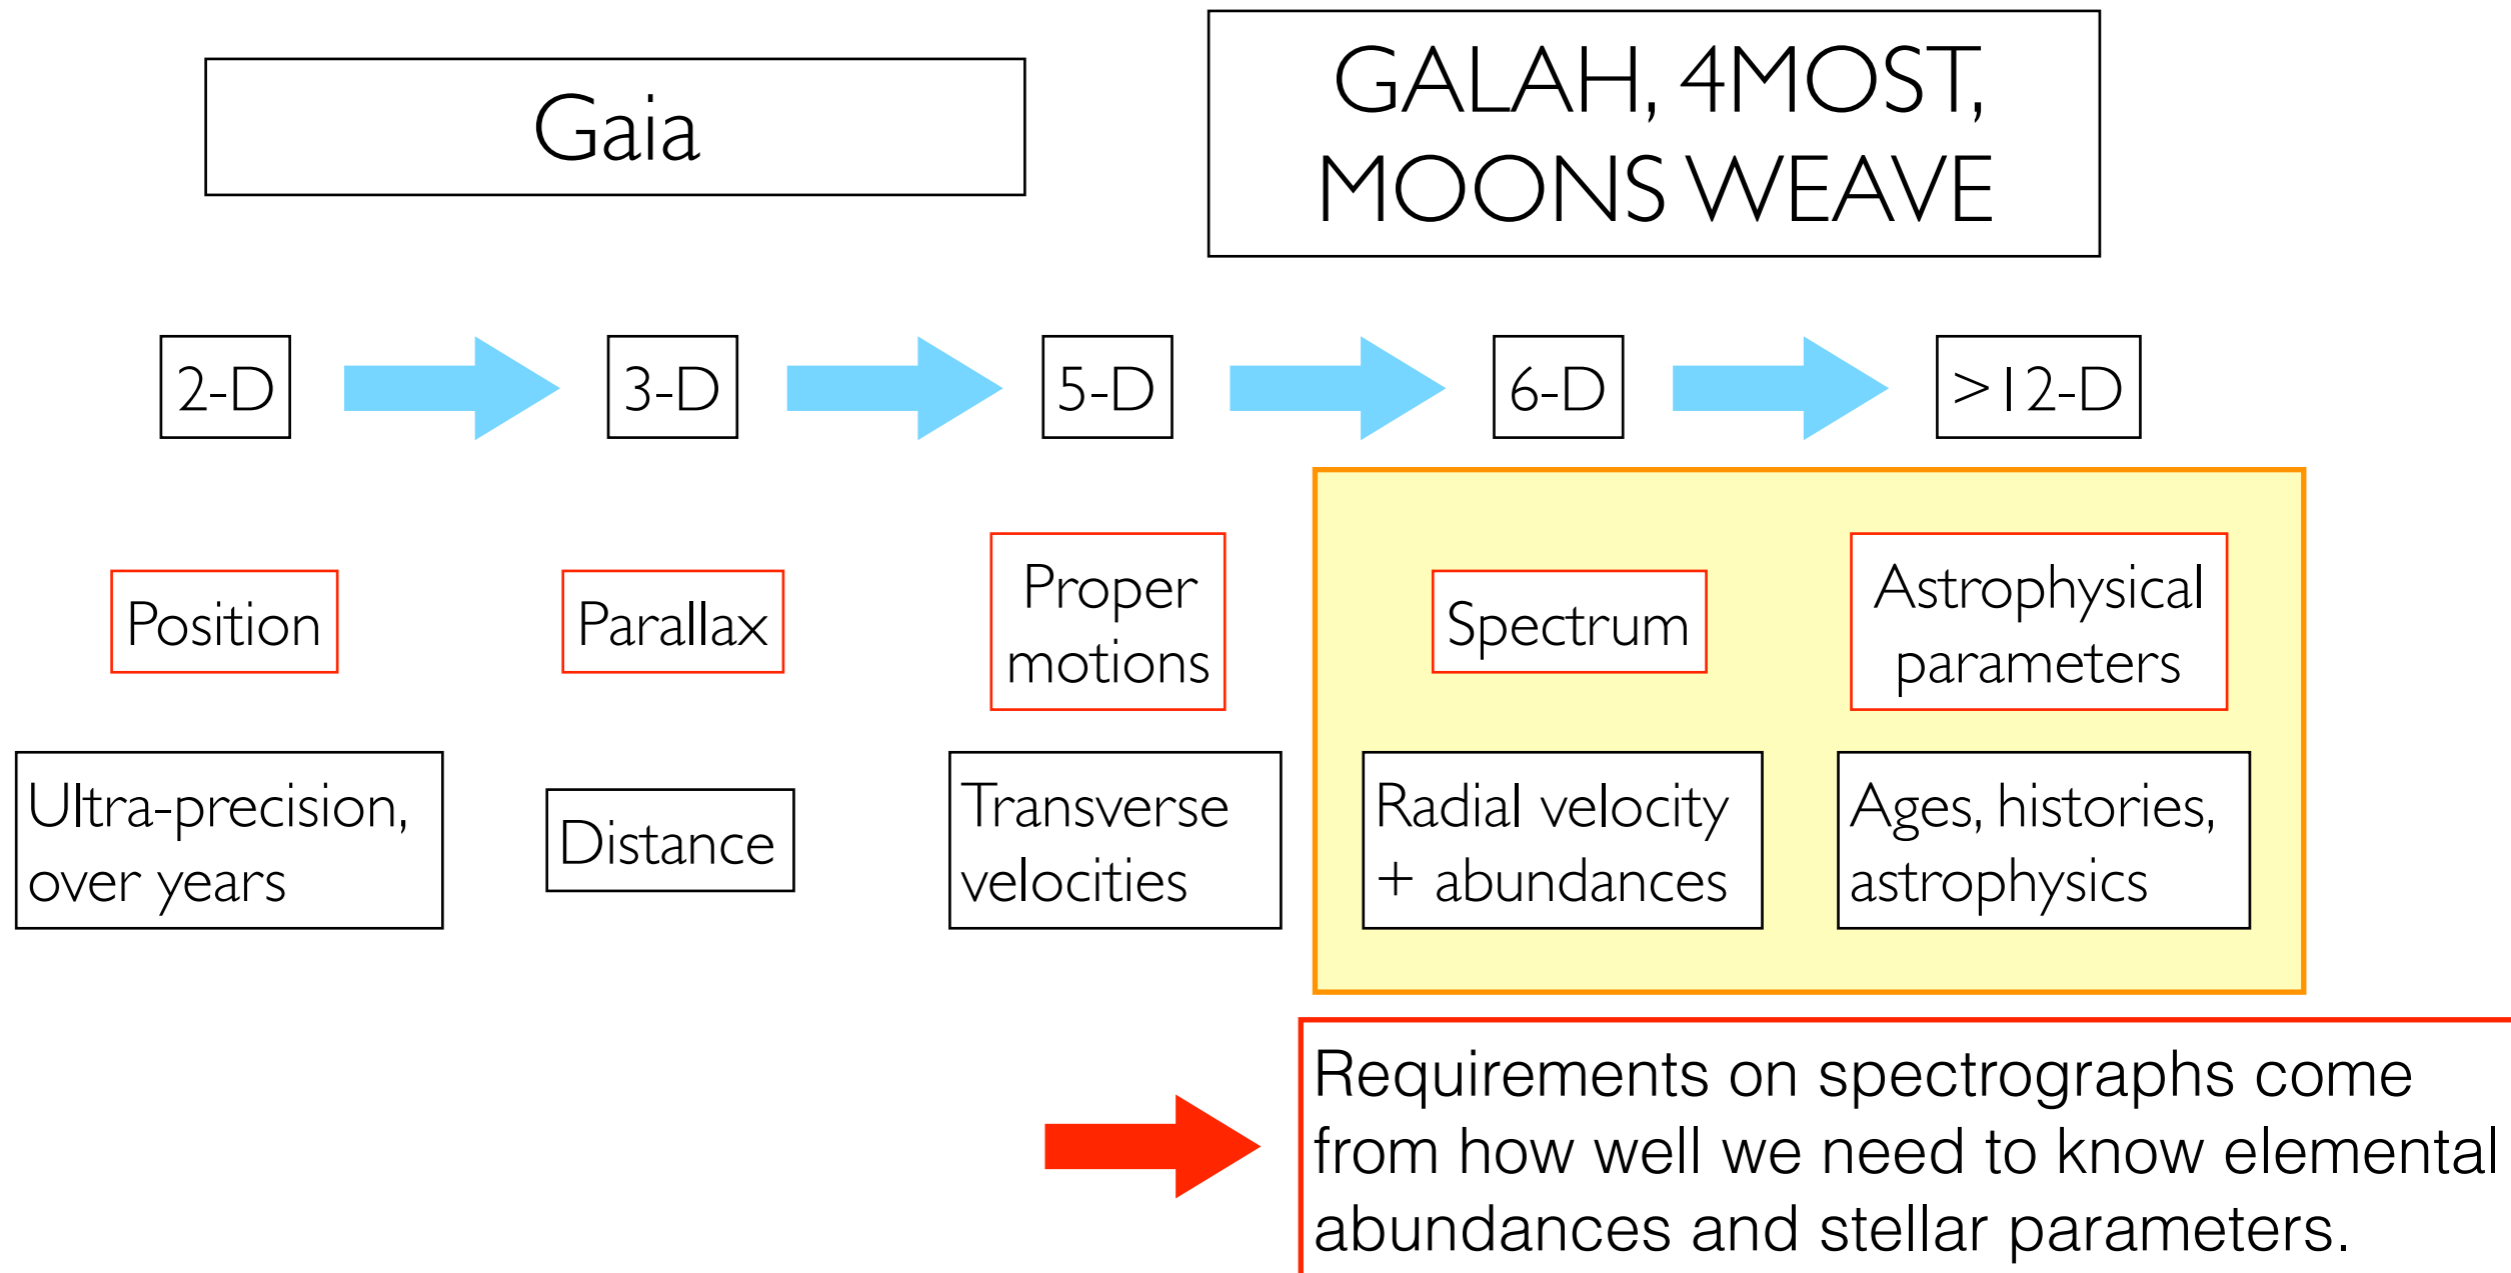 Gaia
GALAH, 4MOST,
MOONS WEAVE
2-D
3-D
5-D
6-D
>12-D
Position
Parallax
Proper
motions
Spectrum
Astrophysical
parameters
Ultra-precision,
over years
Distance
Transverse
velocities
Radial velocity
+ abundances
Ages, histories,
astrophysics
Requirements on spectrographs come
from how well we need to know elemental
abundances and stellar parameters.